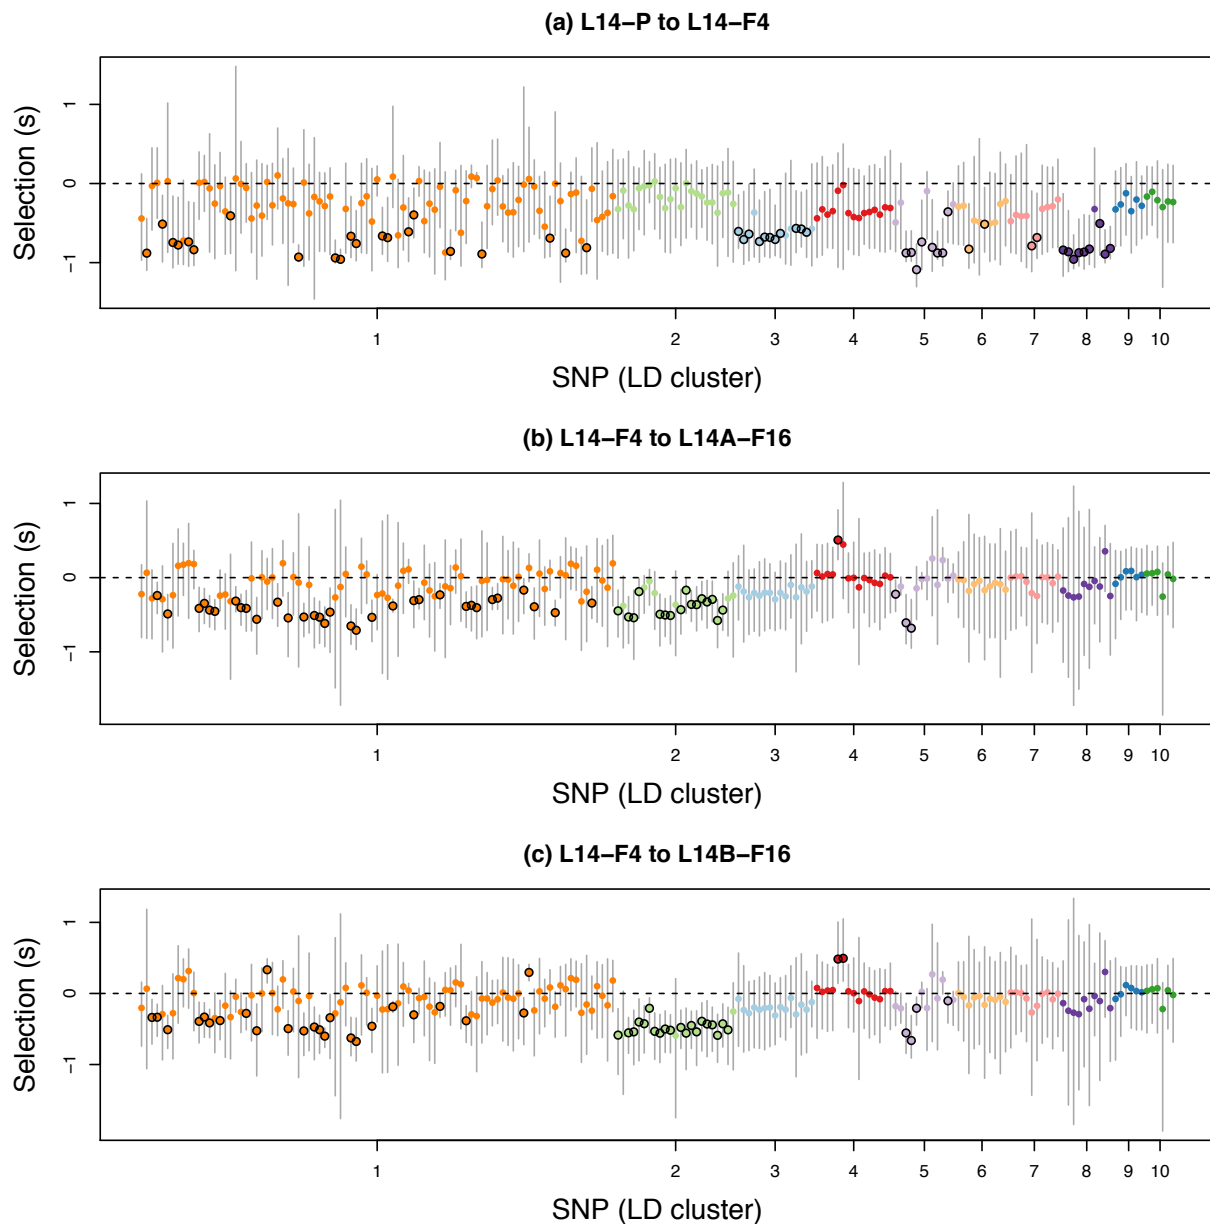 (a) L14−P to L14−F4
Selection (s)
1
0
−1
1 2 3 4 5 6 7 8 9 10
SNP (LD cluster)
(b) L14−F4 to L14A−F16
Selection (s)
1
0
−1
1 2 3 4 5 6 7 8 9 10
SNP (LD cluster)
(c) L14−F4 to L14B−F16
Selection (s)
1
0
−1
1 2 3 4 5 6 7 8 9 10
SNP (LD cluster)